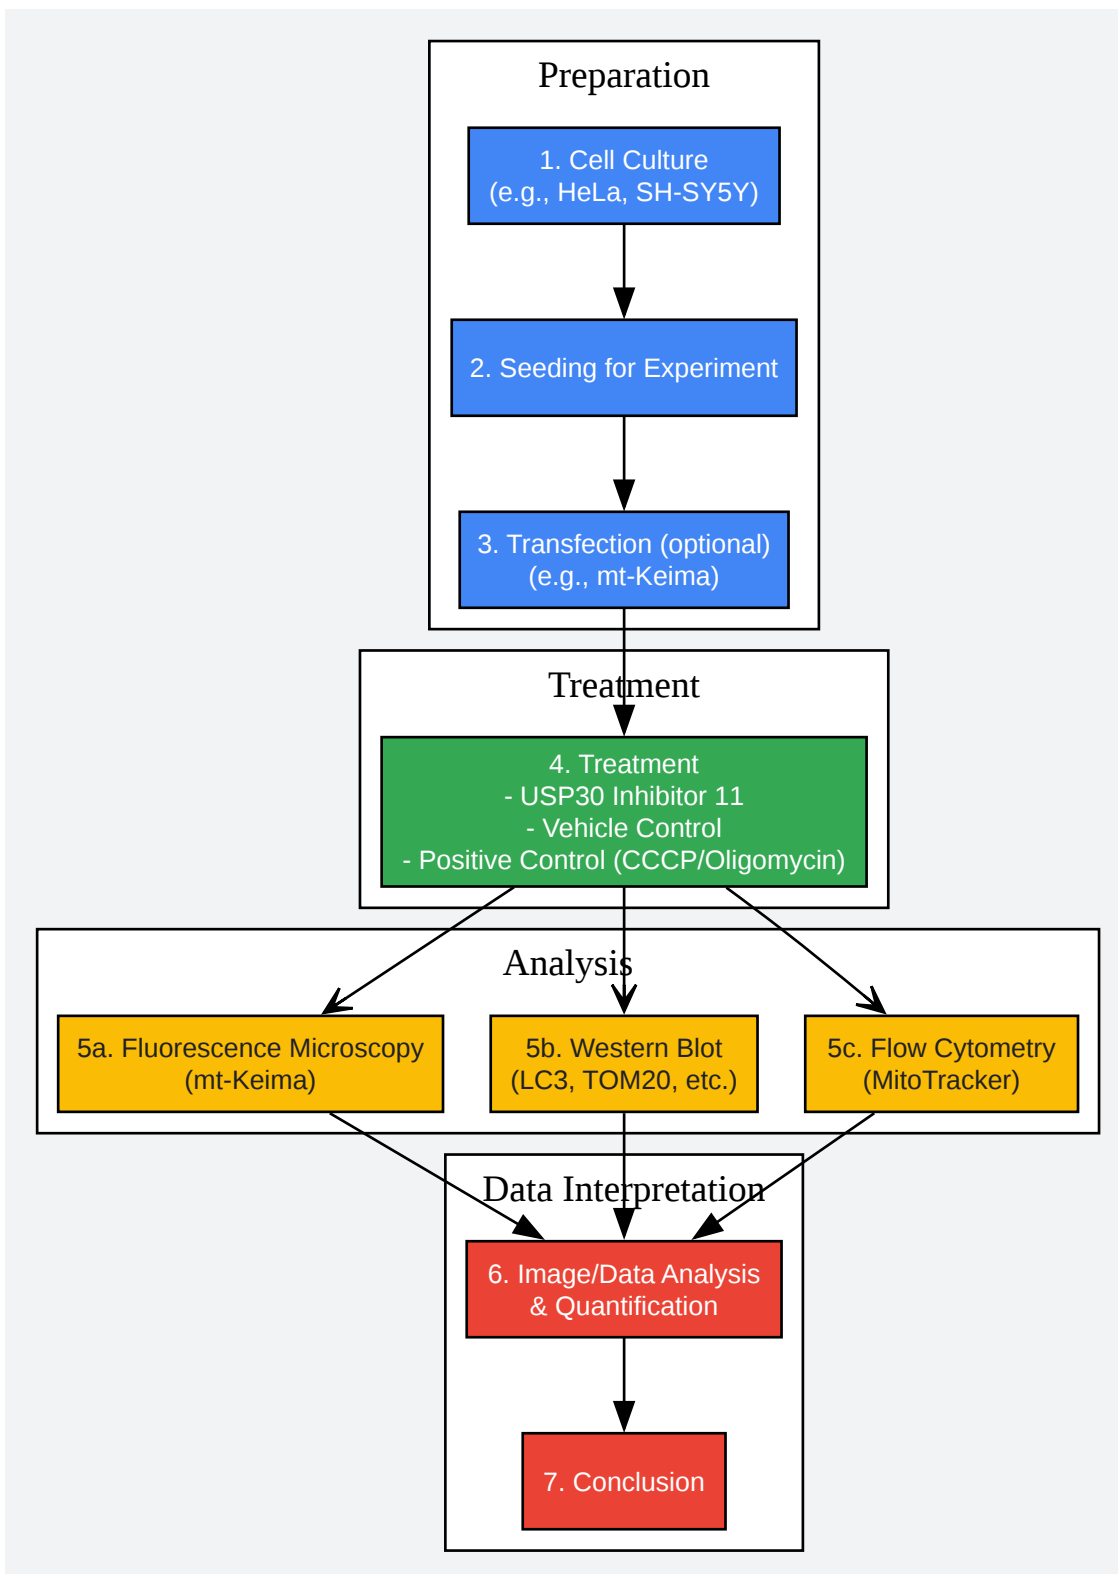 Preparation
1. Cell Culture
(e.g., HeLa, SH-SY5Y)
2. Seeding for Experiment
3. Transfection (optional)
(e.g., mt-Keima)
Treatment
4. Treatment
- USP30 Inhibitor 11
- Vehicle Control
- Positive Control (CCCP/Oligomycin)
Analysis
5a. Fluorescence Microscopy
(mt-Keima)
5b. Western Blot
(LC3, TOM20, etc.)
5c. Flow Cytometry
(MitoTracker)
Data Interpretation
6. Image/Data Analysis
& Quantification
7. Conclusion